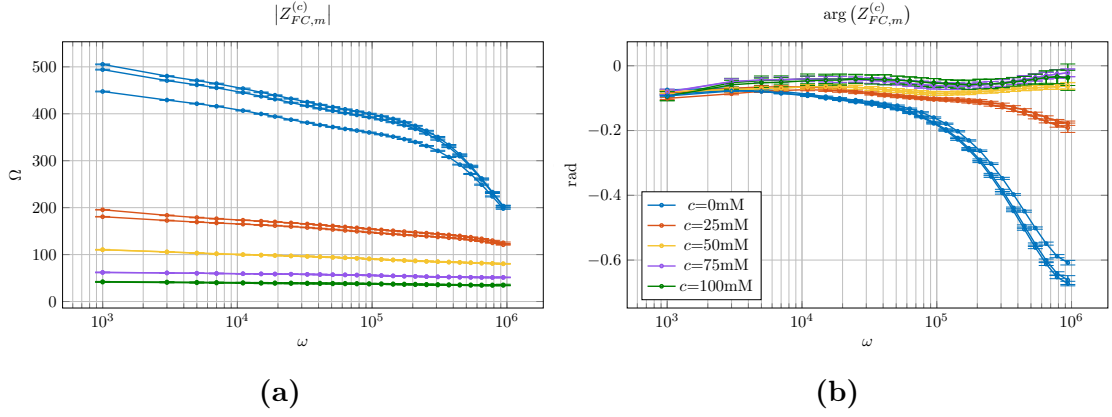 |Z_{FC,m}^{(c)}|
500
400
300
200
100
0
Ω
10^3
10^4
10^5
10^6
ω
(a)
arg (Z_{FC,m}^{(c)})
0
−0.2
−0.4
−0.6
rad
c=0mM
c=25mM
c=50mM
c=75mM
c=100mM
10^3
10^4
10^5
10^6
ω
(b)